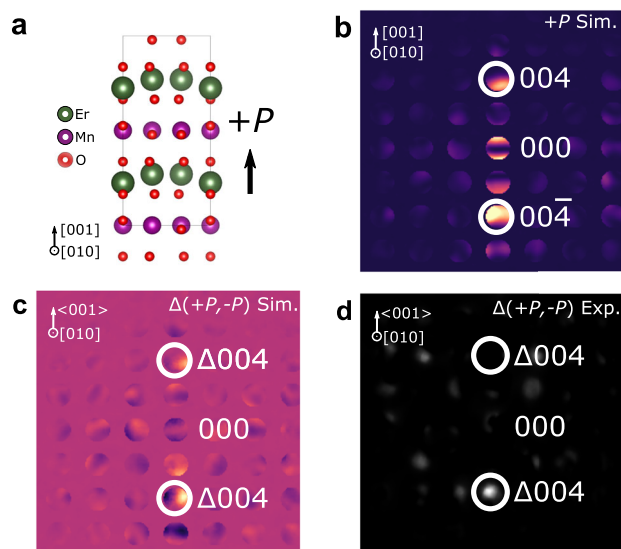 a
Er
Mn
O
+P
[001]
[010]
b
[001]
[010]
+P Sim.
004
000
004̅
c
<001>
[010]
Δ(+P,-P) Sim.
Δ004
000
Δ004
d
<001>
[010]
Δ(+P,-P) Exp.
Δ004
000
Δ004